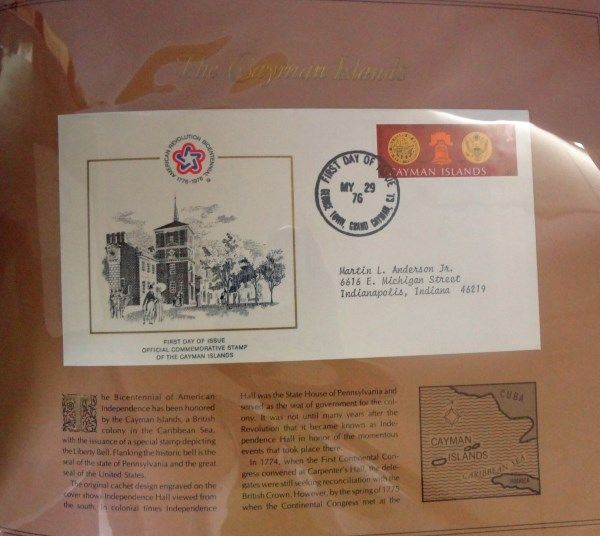 The Cayman Islands
AMERICAN REVOLUTION BICENTENNIAL
1776-1976
FIRST DAY OF ISSUE
OFFICIAL COMMEMORATIVE STAMP
OF THE CAYMAN ISLANDS
FIRST DAY OF ISSUE
MY 29
76
GEORGE TOWN, GRAND CAYMAN, C.I.
CAYMAN ISLANDS
Martin L. Anderson Jr.
6616 E. Michigan Street
Indianapolis, Indiana 46219
The Bicentennial of American
Independence has been honored
by the Cayman Islands, a British
colony in the Caribbean Sea,
with the issuance of a special stamp depicting
the Liberty Bell. Flanking the historic bell is the
seal of the state of Pennsylvania and the great
seal of the United States.
The original cachet design engraved on the
cover shows Independence Hall viewed from
the south. In colonial times Independence
Hall was the State House of Pennsylvania and
served as the seat of government for the col-
ony. It was not until many years after the
Revolution that it became known as Inde-
pendence Hall in honor of the momentous
events that took place there.
In 1774, when the First Continental Con-
gress convened at Carpenter's Hall, the dele-
gates were still seeking reconciliation with the
British Crown. However, by the spring of 1775
when the Continental Congress met at the
CUBA
CAYMAN
ISLANDS
CARIBBEAN SEA
JAMAICA